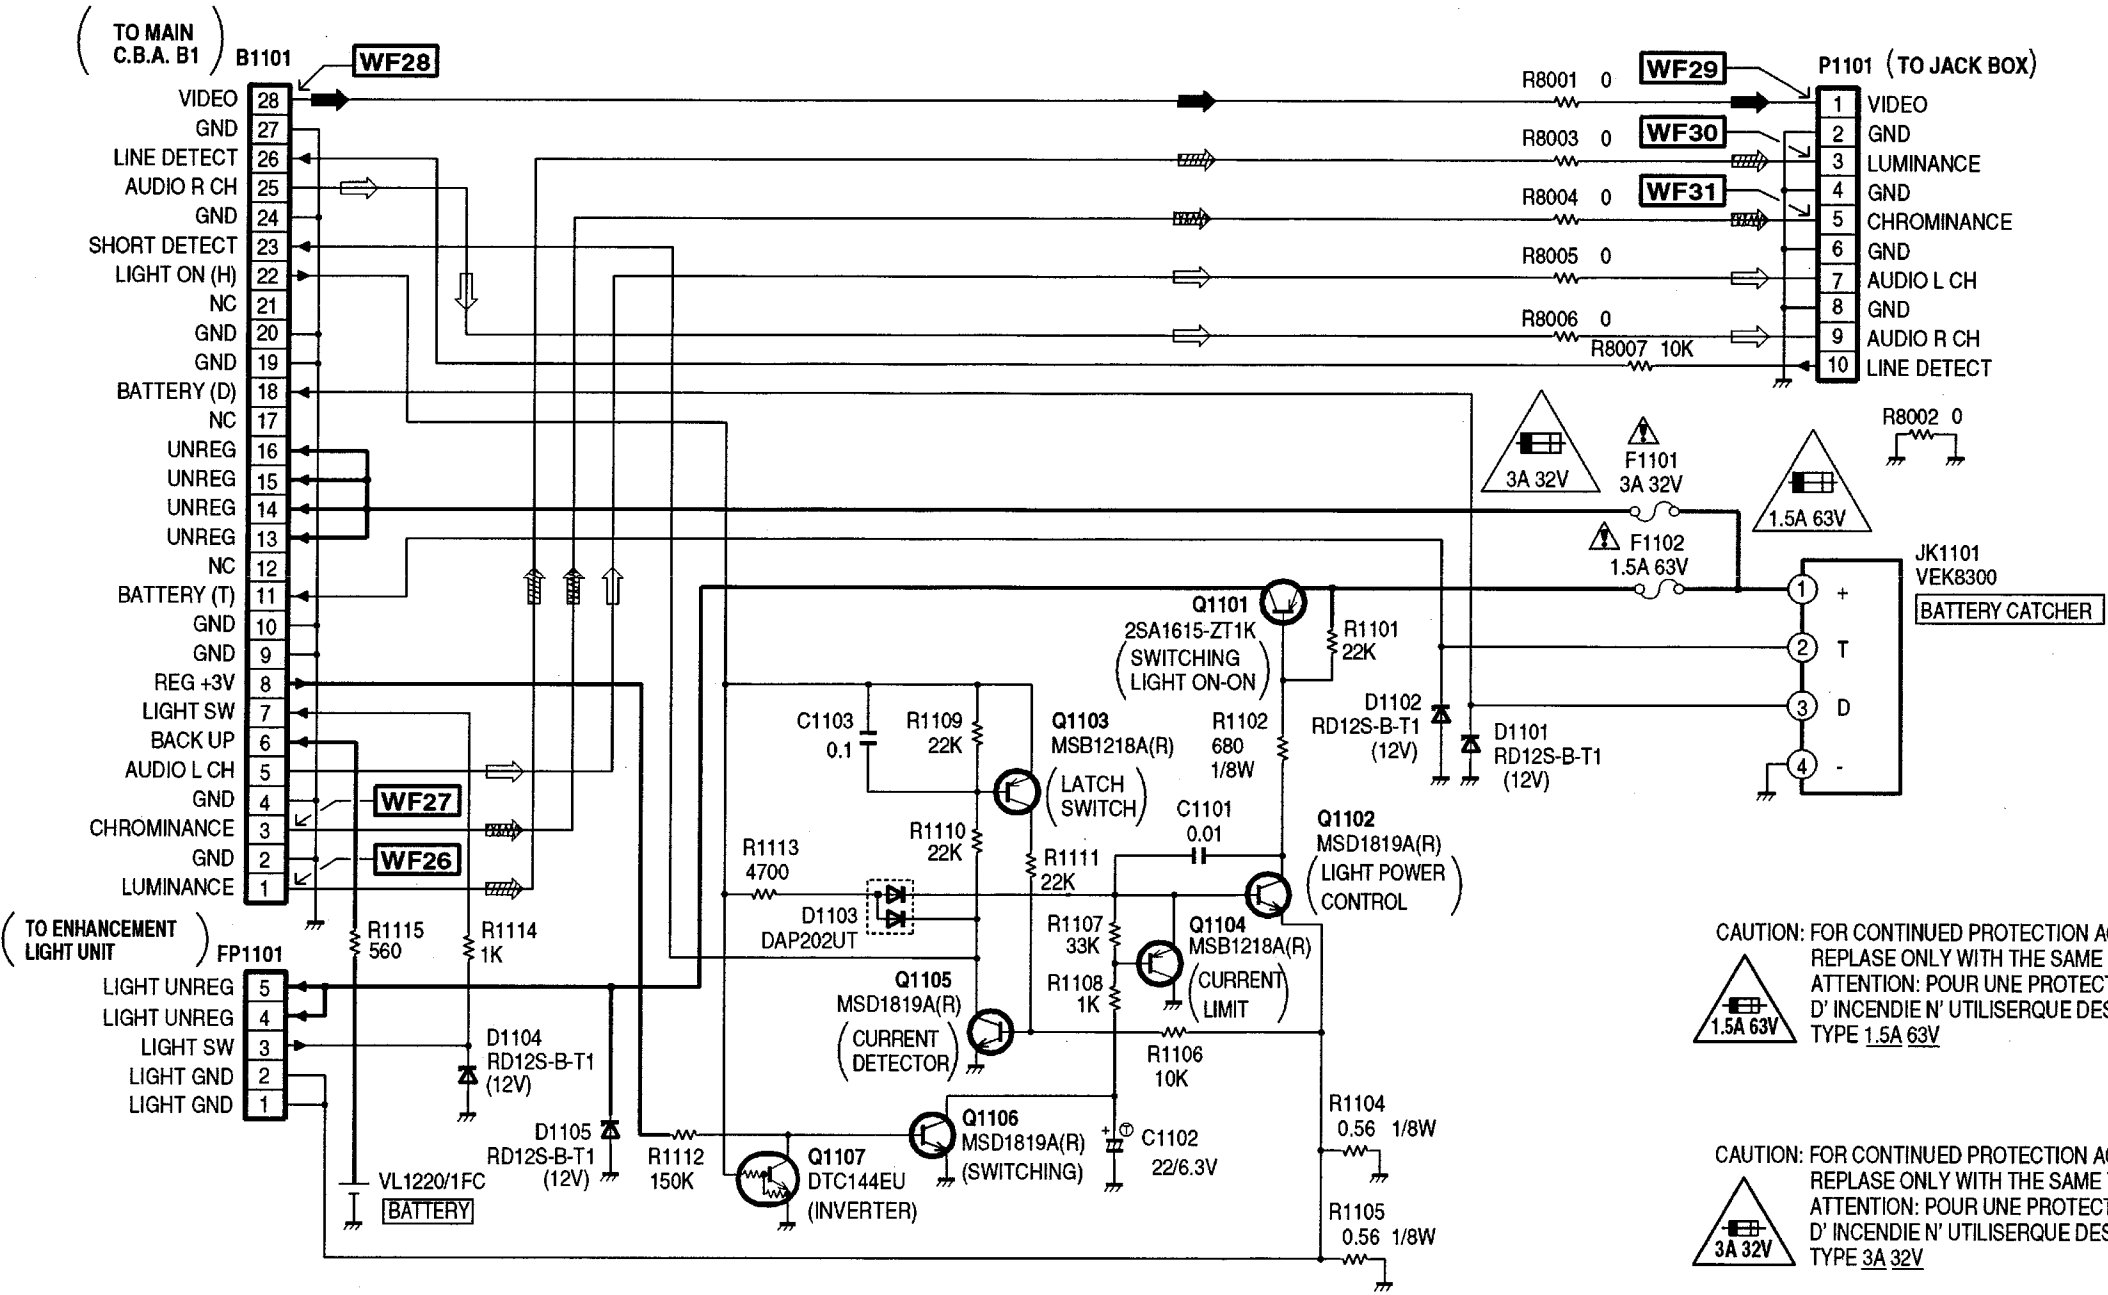 TO MAIN
C.B.A. B1
B1101
WF28
VIDEO 28
GND 27
LINE DETECT 26
AUDIO R CH 25
GND 24
SHORT DETECT 23
LIGHT ON (H) 22
NC 21
GND 20
GND 19
BATTERY (D) 18
NC 17
UNREG 16
UNREG 15
UNREG 14
UNREG 13
NC 12
BATTERY (T) 11
GND 10
GND 9
REG +3V 8
LIGHT SW 7
BACK UP 6
AUDIO L CH 5
GND 4
CHROMINANCE 3
GND 2
LUMINANCE 1
WF27
WF26
TO ENHANCEMENT
LIGHT UNIT
FP1101
LIGHT UNREG 5
LIGHT UNREG 4
LIGHT SW 3
LIGHT GND 2
LIGHT GND 1
R1115
560
R1114
1K
D1104
RD12S-B-T1
(12V)
D1105
RD12S-B-T1
(12V)
VL1220/1FC
BATTERY
R1112
150K
Q1107
DTC144EU
(INVERTER)
Q1106
MSD1819A(R)
(SWITCHING)
+ T C1102
22/6.3V
C1103
0.1
R1109
22K
Q1103
MSB1218A(R)
(LATCH
SWITCH)
R1110
22K
R1111
22K
R1113
4700
D1103
DAP202UT
Q1105
MSD1819A(R)
(CURRENT
DETECTOR)
R1107
33K
R1108
1K
Q1104
MSB1218A(R)
(CURRENT
LIMIT)
R1106
10K
C1101
0.01
Q1102
MSD1819A(R)
(LIGHT POWER
CONTROL)
Q1101
2SA1615-ZT1K
(SWITCHING
LIGHT ON-ON)
R1101
22K
R1102
680
1/8W
R1104
0.56 1/8W
R1105
0.56 1/8W
D1102
RD12S-B-T1
(12V)
D1101
RD12S-B-T1
(12V)
R8001 0
R8003 0
R8004 0
R8005 0
R8006 0
R8007 10K
WF29
WF30
WF31
P1101 (TO JACK BOX)
1 VIDEO
2 GND
3 LUMINANCE
4 GND
5 CHROMINANCE
6 GND
7 AUDIO L CH
8 GND
9 AUDIO R CH
10 LINE DETECT
R8002 0
3A 32V
!
F1101
3A 32V
1.5A 63V
!
F1102
1.5A 63V
JK1101
VEK8300
BATTERY CATCHER
1 +
2 T
3 D
4 -
CAUTION: FOR CONTINUED PROTECTION A
REPLASE ONLY WITH THE SAME
ATTENTION: POUR UNE PROTECT
D' INCENDIE N' UTILISERQUE DES
TYPE 1.5A 63V
1.5A 63V
CAUTION: FOR CONTINUED PROTECTION A
REPLASE ONLY WITH THE SAME
ATTENTION: POUR UNE PROTECT
D' INCENDIE N' UTILISERQUE DES
TYPE 3A 32V
3A 32V